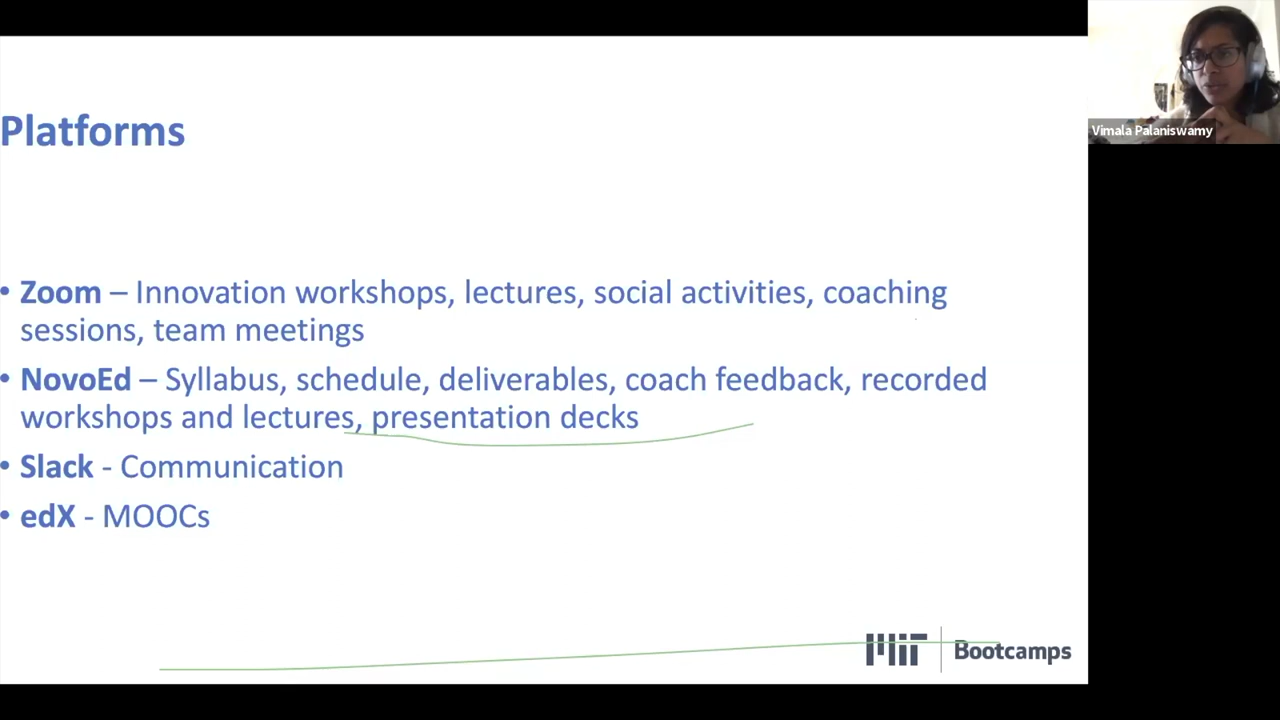 Platforms
• Zoom – Innovation workshops, lectures, social activities, coaching
sessions, team meetings
• NovoEd – Syllabus, schedule, deliverables, coach feedback, recorded
workshops and lectures, presentation decks
• Slack - Communication
• edX - MOOCs
MIT Bootcamps
Vimala Palaniswamy